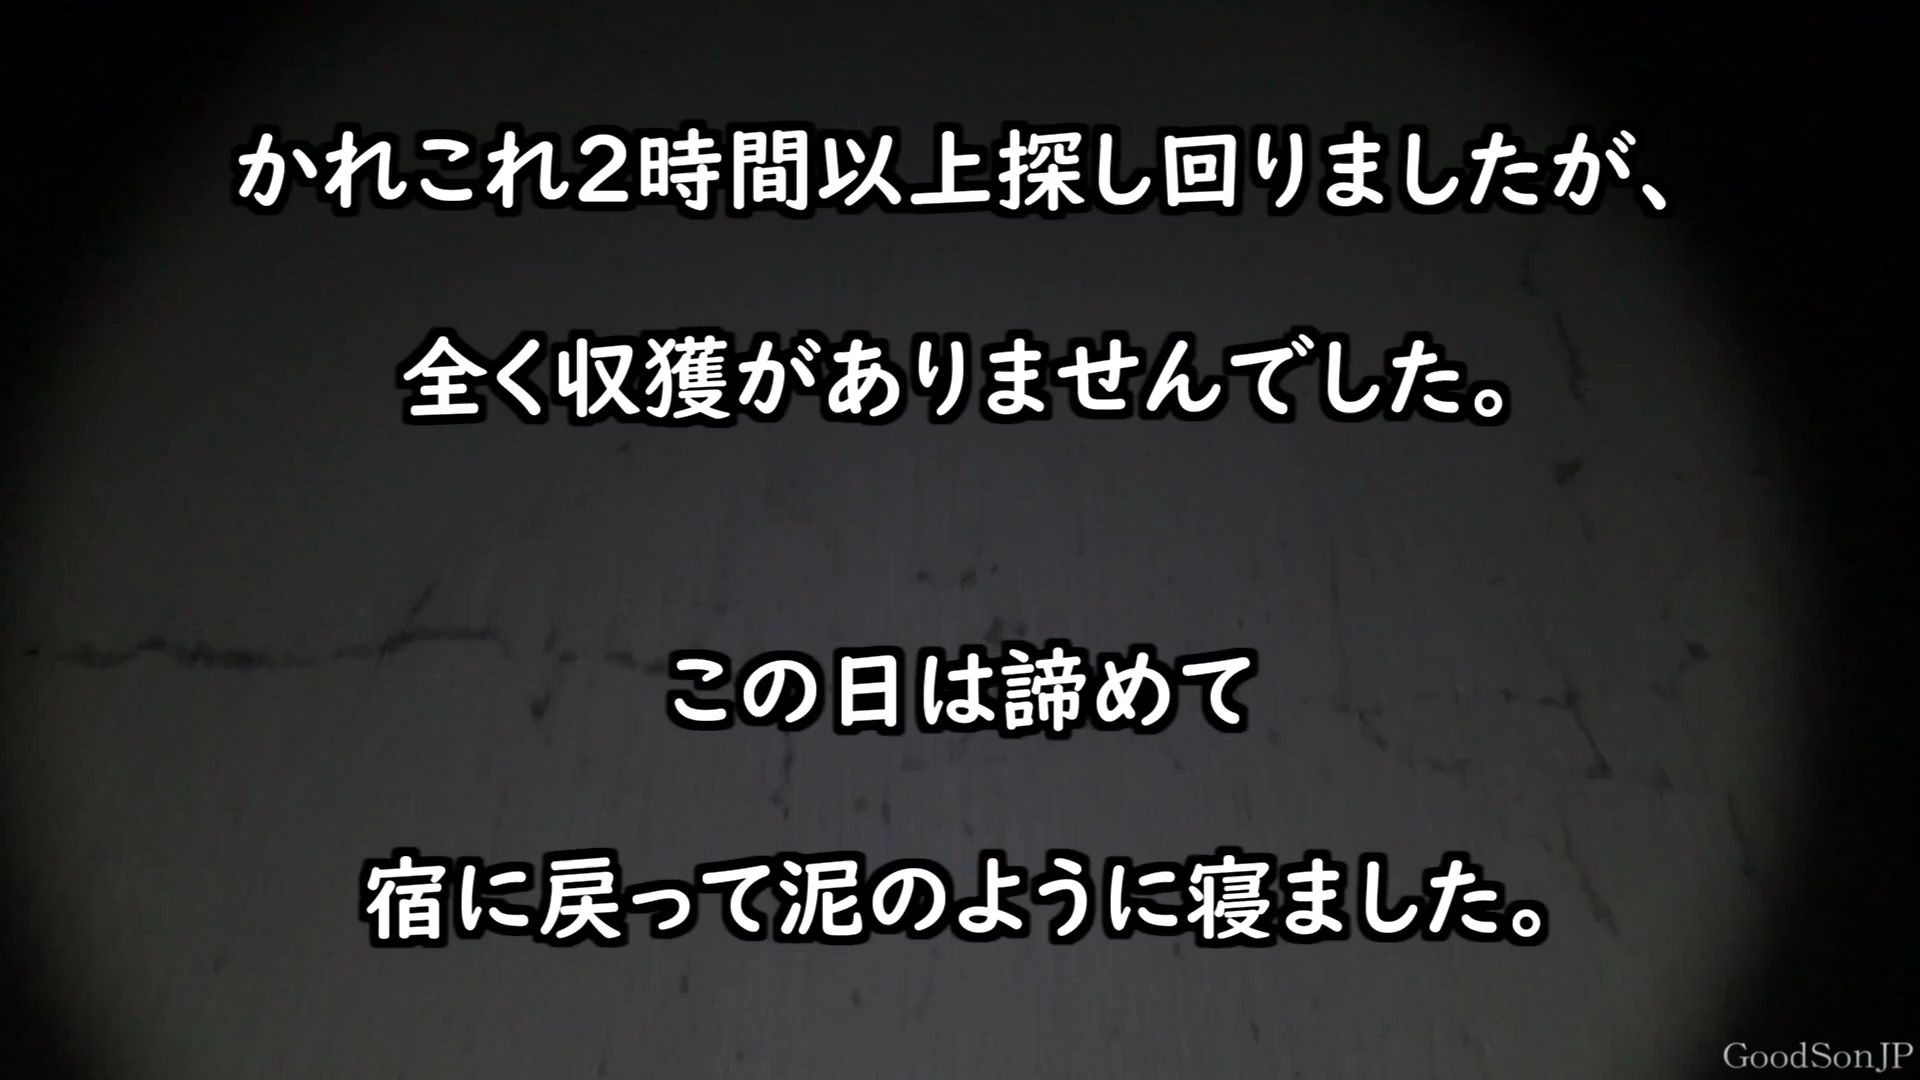 かれこれ2時間以上探し回りましたが、
全く収獲がありませんでした。
この日は諦めて
宿に戻って泥のように寝ました。
GoodSonJP